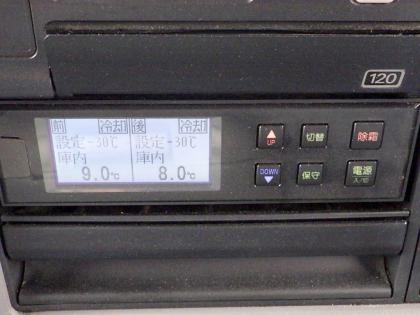 120
前 冷却 後 冷却
設定-30℃ 設定-30℃
庫内 庫内
9.0℃ 8.0℃
UP 切替 除霜
DOWN 保守 電源
入/切